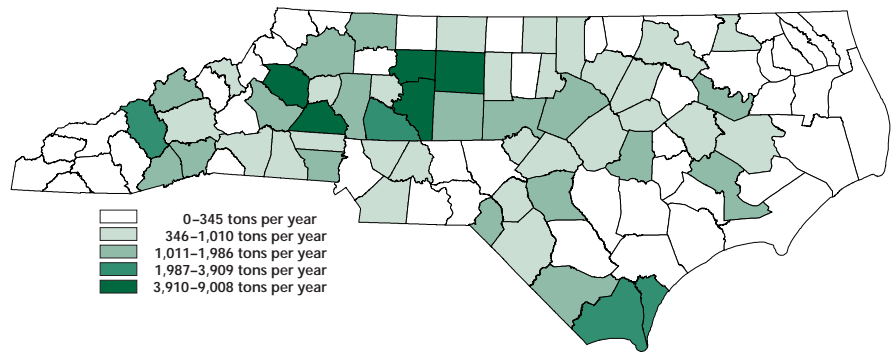 0–345 tons per year
346–1,010 tons per year
1,011–1,986 tons per year
1,987–3,909 tons per year
3,910–9,008 tons per year